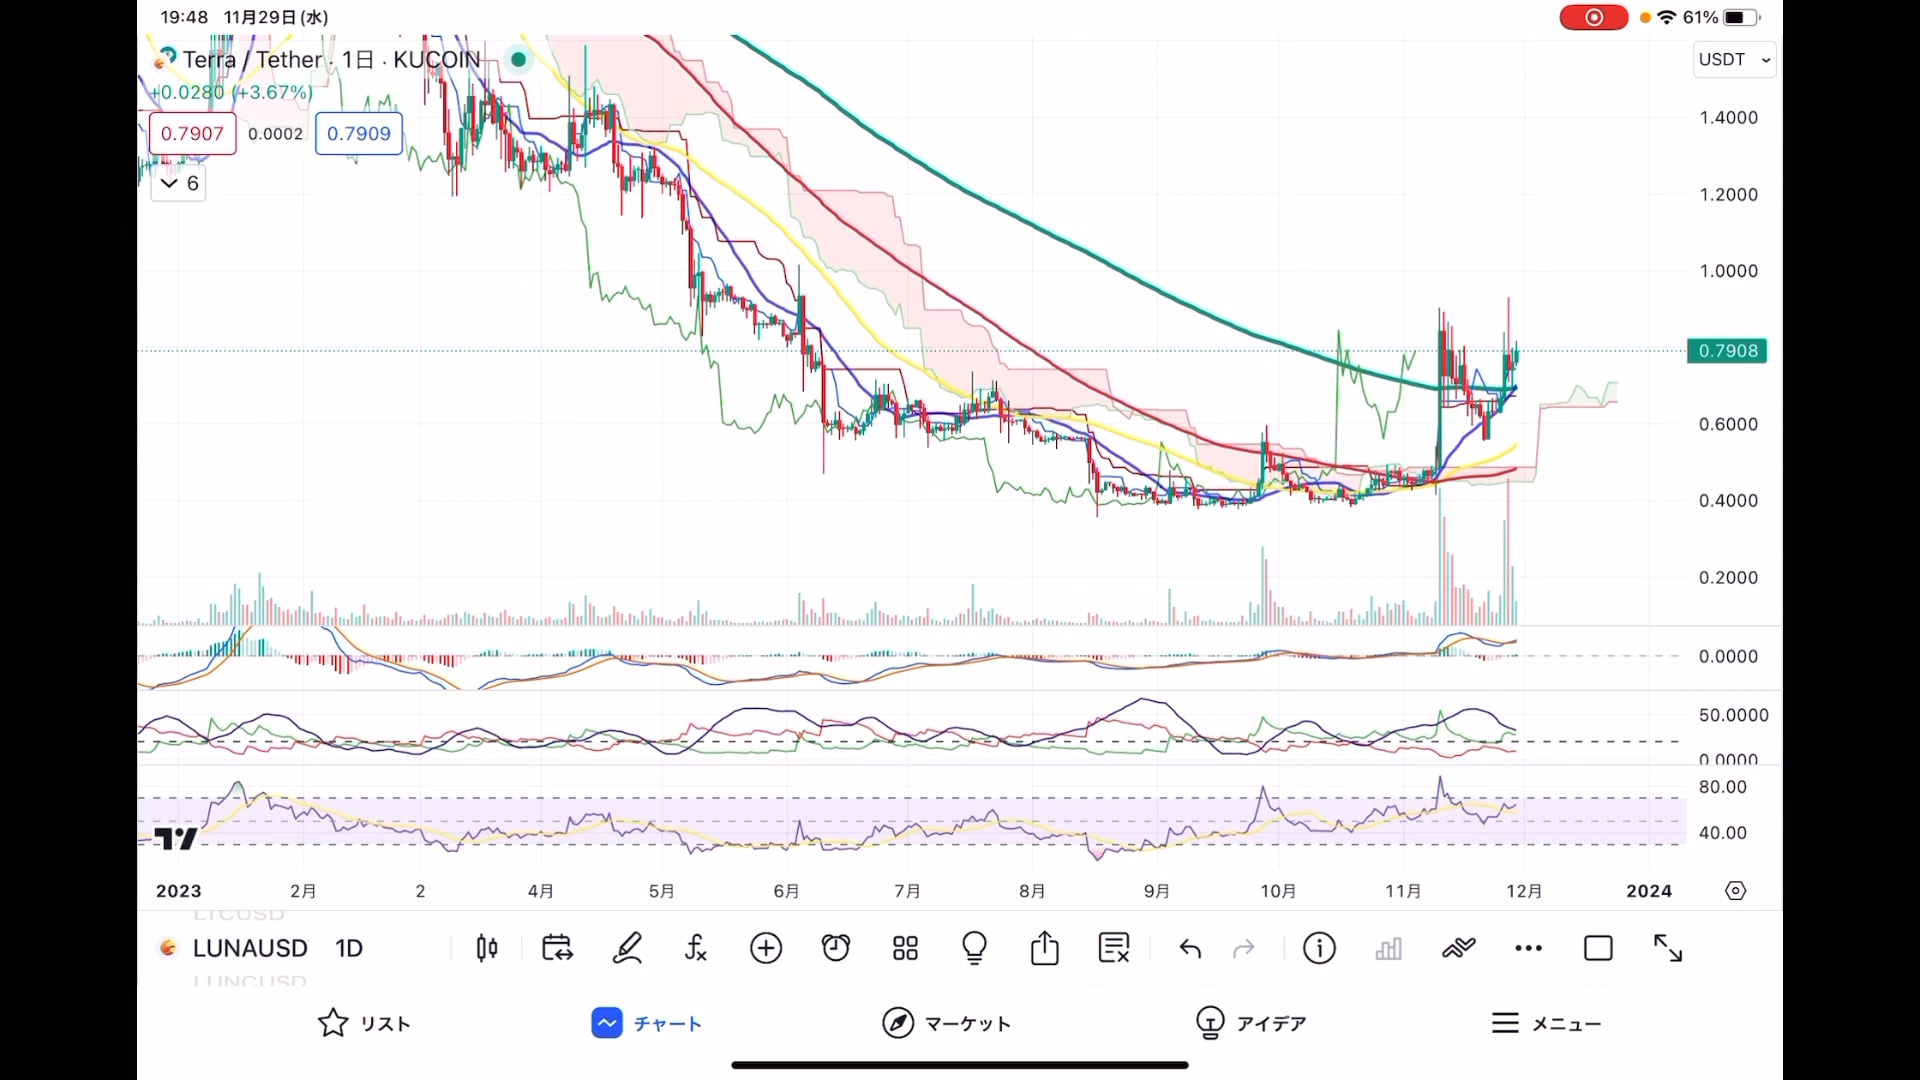 19:48 11月29日(水)
61%
Terra / Tether · 1日 · KUCOIN
USDT
+0.0280 (+3.67%)
0.7907 0.0002 0.7909
6
1.4000
1.2000
1.0000
0.7908
0.6000
0.4000
0.2000
0.0000
50.0000
0.0000
80.00
40.00
2023 2月 2 4月 5月 6月 7月 8月 9月 10月 11月 12月 2024
LTCUSD
LUNAUSD 1D
LUNCUSD
リスト チャート マーケット アイデア メニュー